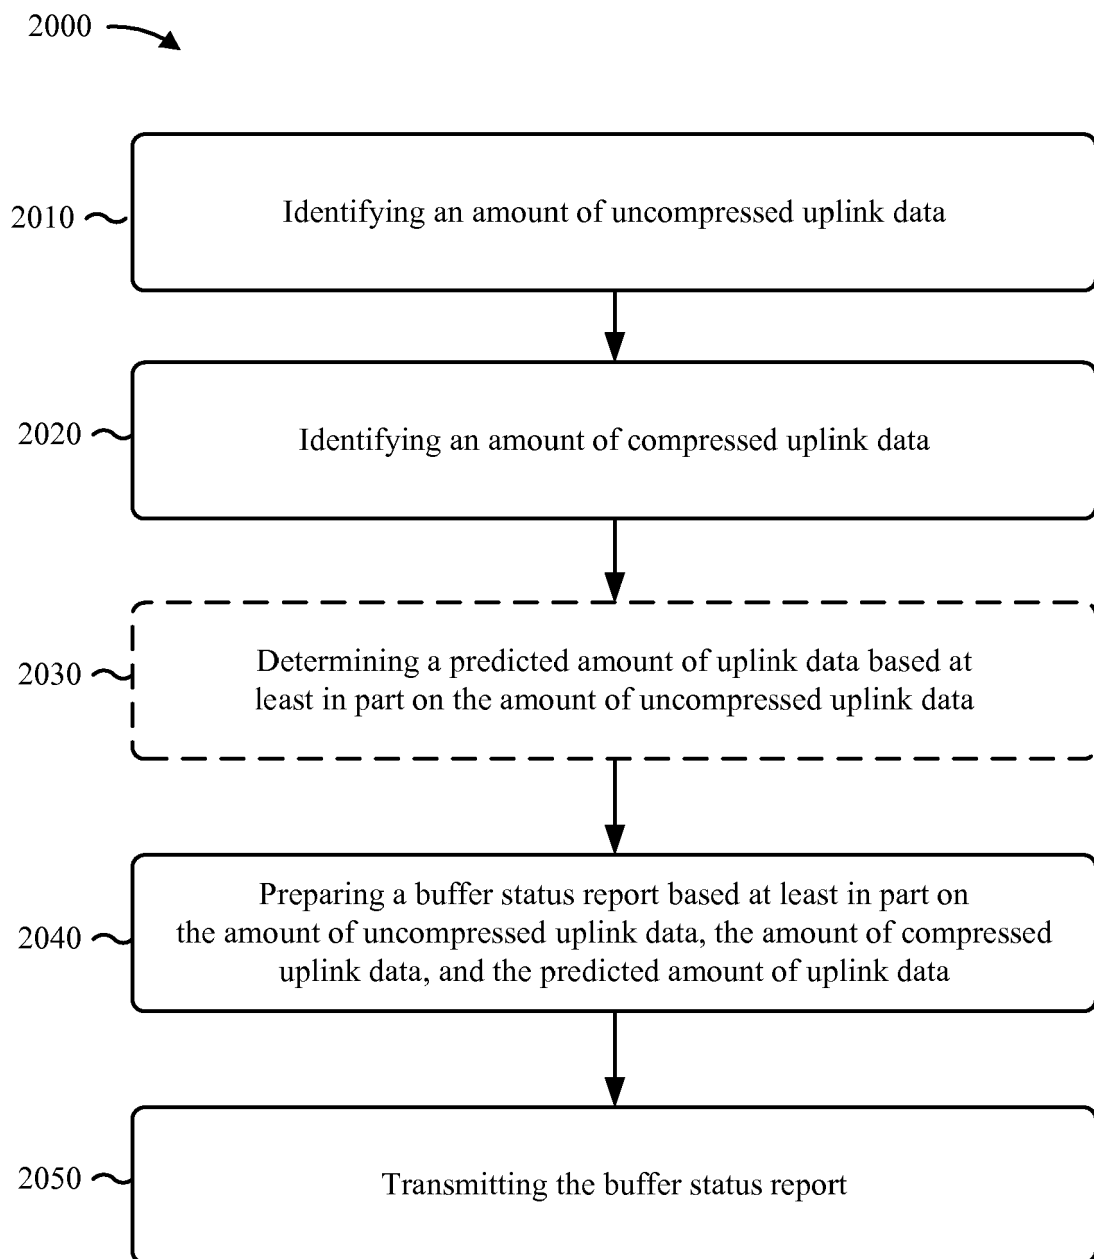 2000
2010
Identifying an amount of uncompressed uplink data
2020
Identifying an amount of compressed uplink data
2030
Determining a predicted amount of uplink data based at
least in part on the amount of uncompressed uplink data
2040
Preparing a buffer status report based at least in part on
the amount of uncompressed uplink data, the amount of compressed
uplink data, and the predicted amount of uplink data
2050
Transmitting the buffer status report